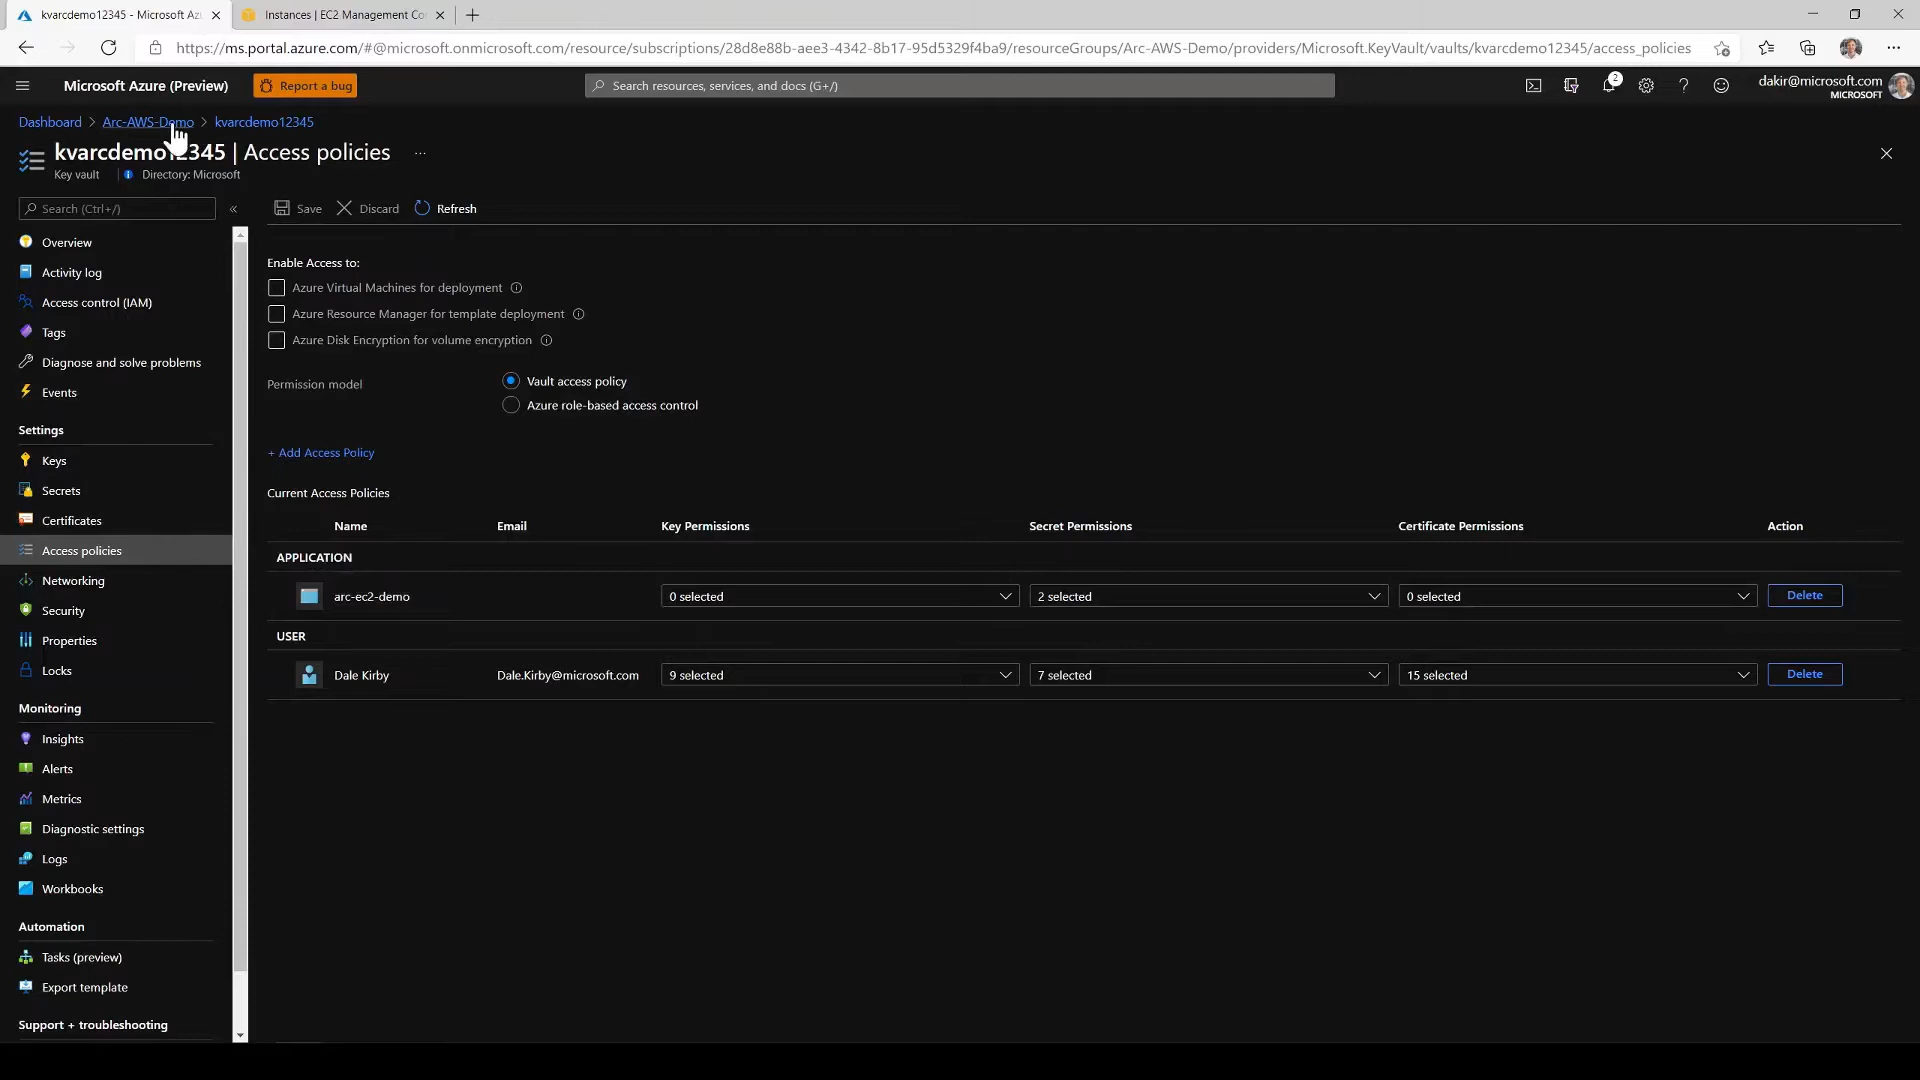 kvarcdemo12345 - Microsoft Az
Instances | EC2 Management Co
https://ms.portal.azure.com/#@microsoft.onmicrosoft.com/resource/subscriptions/28d8e88b-aee3-4342-8b17-95d5329f4ba9/resourceGroups/Arc-AWS-Demo/providers/Microsoft.KeyVault/vaults/kvarcdemo12345/access_policies
Microsoft Azure (Preview)
Report a bug
Search resources, services, and docs (G+/)
2
?
dakir@microsoft.com
MICROSOFT
Dashboard > Arc-AWS-Demo > kvarcdemo12345
kvarcdemo12345 | Access policies ...
Key vault
Directory: Microsoft
Search (Ctrl+/)
«
Save
Discard
Refresh
Overview
Activity log
Access control (IAM)
Tags
Diagnose and solve problems
Events
Settings
Keys
Secrets
Certificates
Access policies
Networking
Security
Properties
Locks
Monitoring
Insights
Alerts
Metrics
Diagnostic settings
Logs
Workbooks
Automation
Tasks (preview)
Export template
Support + troubleshooting
Enable Access to:
Azure Virtual Machines for deployment
Azure Resource Manager for template deployment
Azure Disk Encryption for volume encryption
Permission model
Vault access policy
Azure role-based access control
+ Add Access Policy
Current Access Policies
Name Email Key Permissions Secret Permissions Certificate Permissions Action
APPLICATION
arc-ec2-demo 0 selected 2 selected 0 selected Delete
USER
Dale Kirby Dale.Kirby@microsoft.com 9 selected 7 selected 15 selected Delete